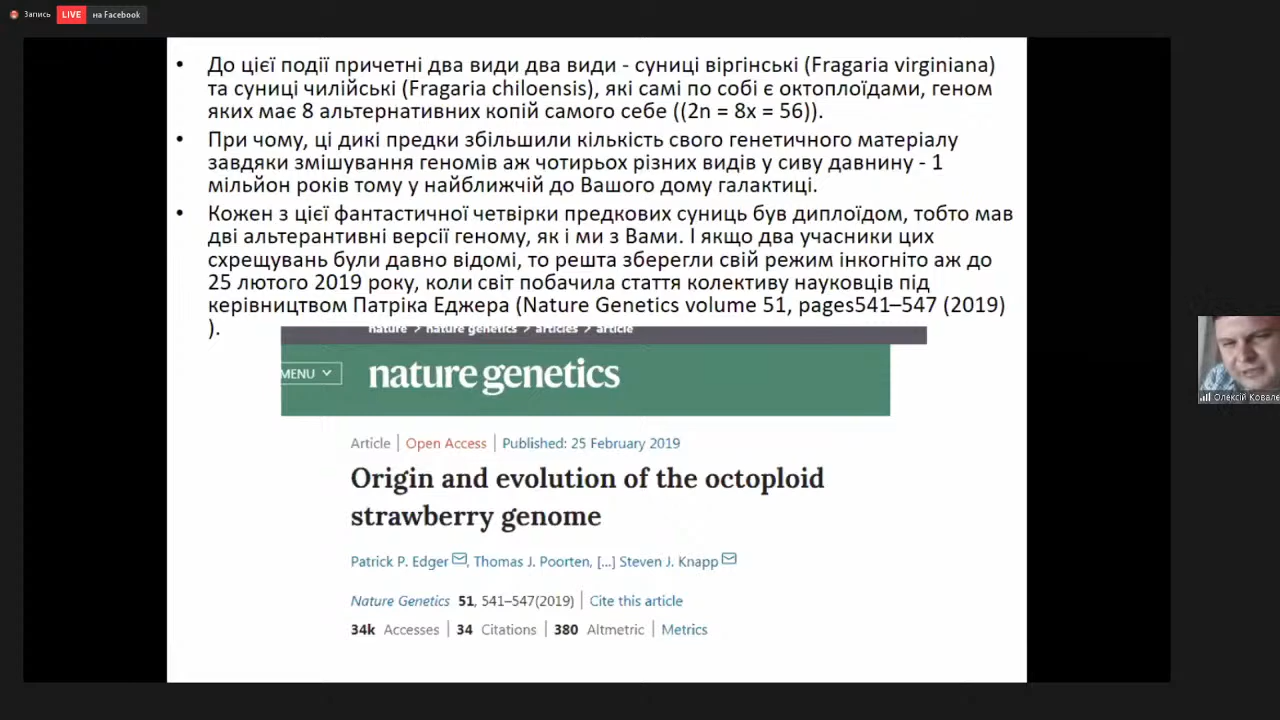 Запись LIVE на Facebook
• До цієї події причетні два види два види - суниці віргінські (Fragaria virginiana)
та суниці чилійські (Fragaria chiloensis), які самі по собі є октоплоїдами, геном
яких має 8 альтернативних копій самого себе ((2n = 8x = 56)).
• При чому, ці дикі предки збільшили кількість свого генетичного матеріалу
завдяки змішування геномів аж чотирьох різних видів у сиву давнину - 1
мільйон років тому у найближчій до Вашого дому галактиці.
• Кожен з цієї фантастичної четвірки предкових суниць був диплоїдом, тобто мав
дві альтерантивні версії геному, як і ми з Вами. І якщо два учасники цих
схрещувань були давно відомі, то решта зберегли свій режим інкогніто аж до
25 лютого 2019 року, коли світ побачила стаття колективу науковців під
керівництвом Патріка Еджера (Nature Genetics volume 51, pages541–547 (2019)
).
nature > nature genetics > articles > article
MENU nature genetics
Article | Open Access | Published: 25 February 2019
Origin and evolution of the octoploid
strawberry genome
Patrick P. Edger, Thomas J. Poorten, [...] Steven J. Knapp
Nature Genetics 51, 541–547(2019) | Cite this article
34k Accesses | 34 Citations | 380 Altmetric | Metrics
Олексій Ковале